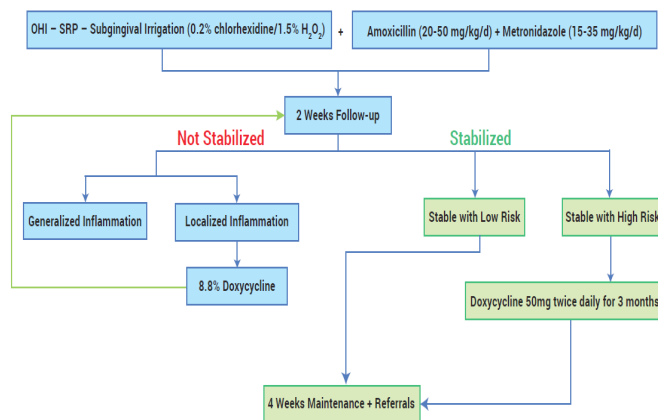 OHI – SRP – Subgingival Irrigation (0.2% chlorhexidine/1.5% H₂O₂)
+
Amoxicillin (20-50 mg/kg/d) + Metronidazole (15-35 mg/kg/d)
2 Weeks Follow-up
Not Stabilized
Stabilized
Generalized Inflammation
Localized Inflammation
Stable with Low Risk
Stable with High Risk
8.8% Doxycycline
Doxycycline 50mg twice daily for 3 months
4 Weeks Maintenance + Referrals